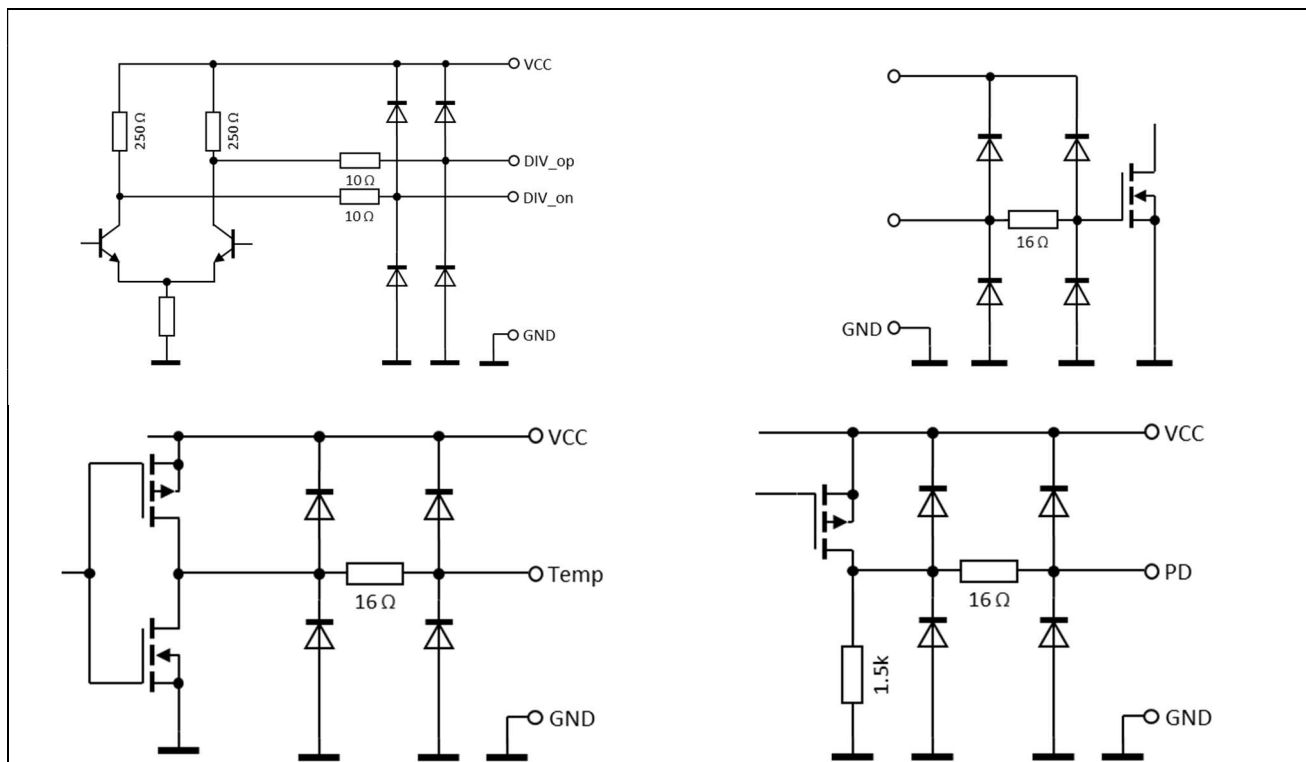 VCC
250 Ω
250 Ω
DIV_op
10 Ω
DIV_on
10 Ω
GND
16 Ω
GND
VCC
Temp
16 Ω
GND
VCC
PD
16 Ω
1.5k
GND